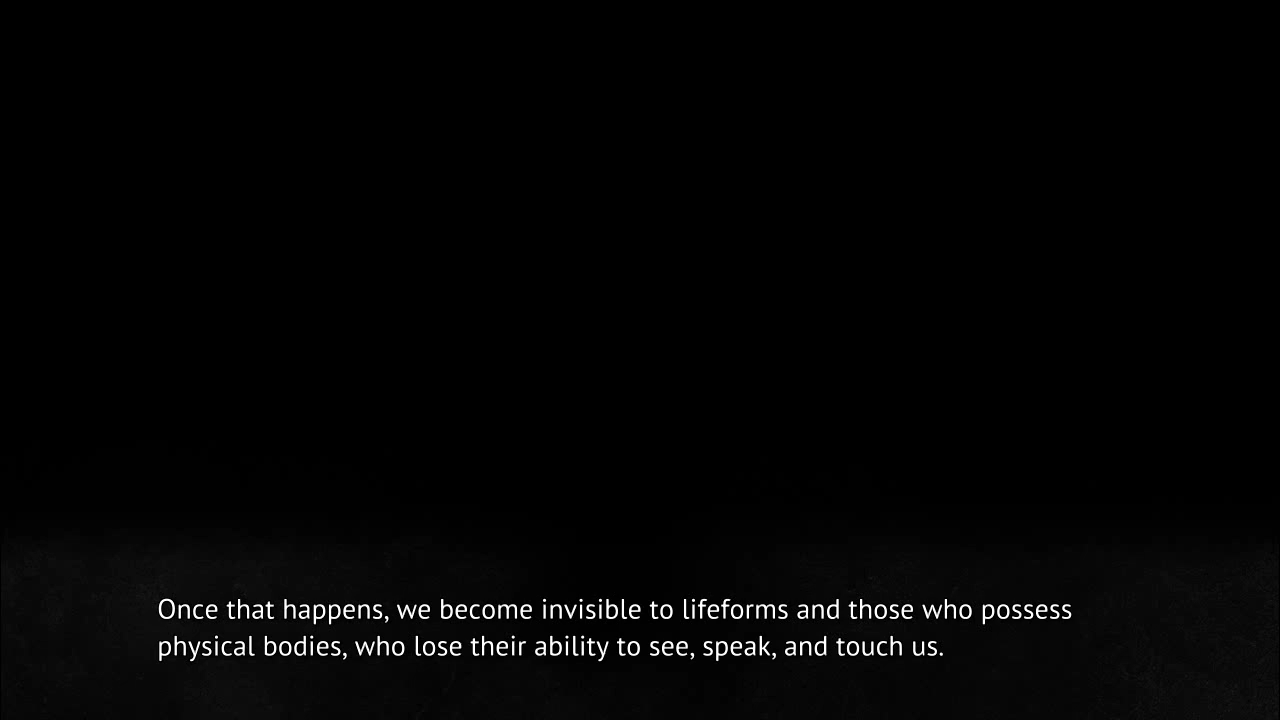 Once that happens, we become invisible to lifeforms and those who possess
physical bodies, who lose their ability to see, speak, and touch us.